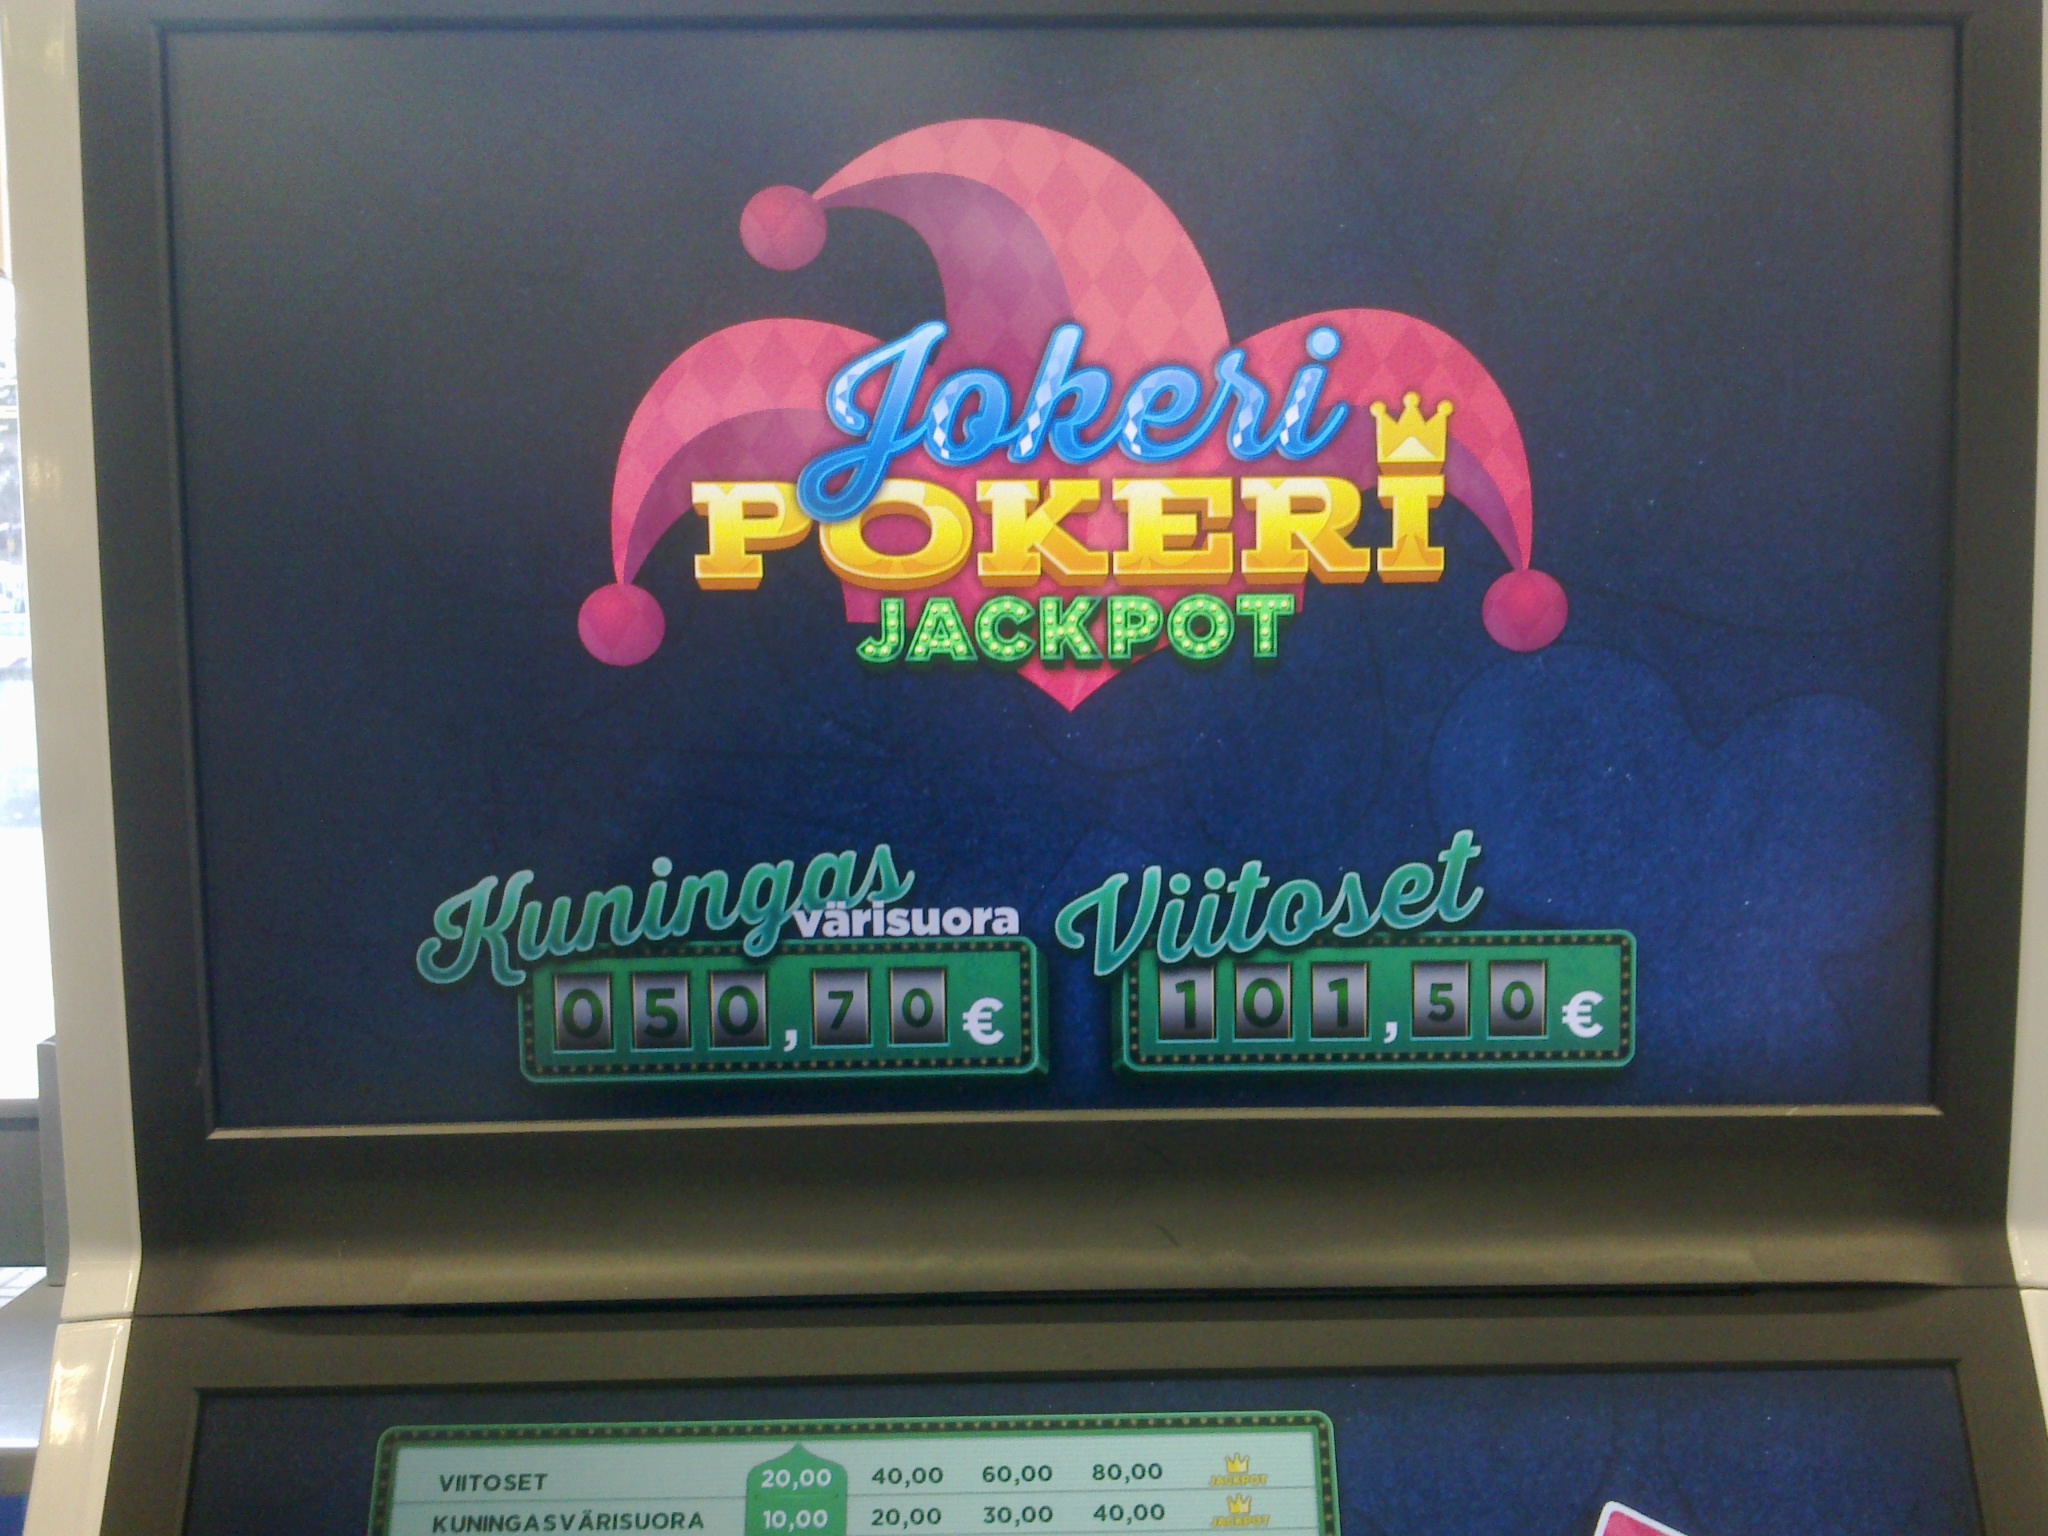 Jokeri
POKERI
JACKPOT
Kuningas
värisuora
Viitoset
050,70 €
101,50 €
VIITOSET 20,00 40,00 60,00 80,00 JACKPOT
KUNINGASVÄRISUORA 10,00 20,00 30,00 40,00 JACKPOT